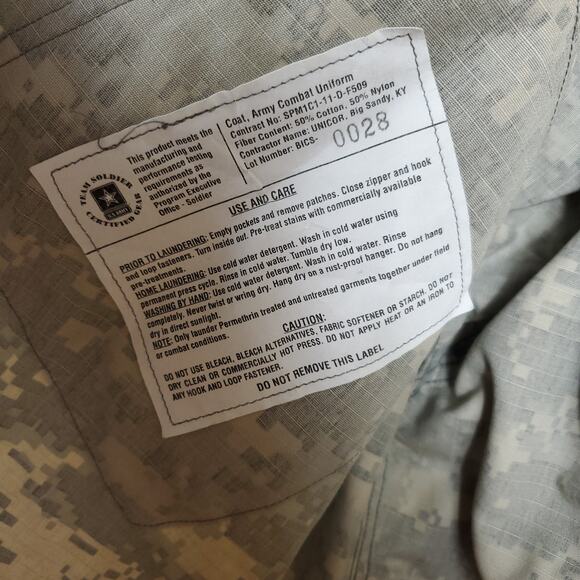 TEAM SOLDIER
CERTIFIED GEAR
This product meets the
manufacturing and
performance testing
requirements as
authorized by the
Program Executive
Office - Soldier
Coat, Army Combat Uniform
Contract No: SPM1C1-11-D-F509
Fiber Content: 50% Cotton, 50% Nylon
Contractor Name: UNICOR, Big Sandy, KY
Lot Number: BICS- 0028
USE AND CARE
PRIOR TO LAUNDERING: Empty pockets and remove patches. Close zipper and hook
and loop fasteners. Turn inside out. Pre-treat stains with commercially available
pre-treatments.
HOME LAUNDERING: Use cold water detergent. Wash in cold water using
permanent press cycle. Rinse in cold water. Tumble dry low.
WASHING BY HAND: Use cold water detergent. Wash in cold water. Rinse
completely. Never twist or wring dry. Hang dry on a rust-proof hanger. Do not hang
dry in direct sunlight.
NOTE: Only launder Permethrin treated and untreated garments together under field
or combat conditions.
CAUTION:
DO NOT USE BLEACH, BLEACH ALTERNATIVES, FABRIC SOFTENER OR STARCH. DO NOT
DRY CLEAN OR COMMERCIALLY HOT PRESS. DO NOT APPLY HEAT OR AN IRON TO
ANY HOOK AND LOOP FASTENER.
DO NOT REMOVE THIS LABEL